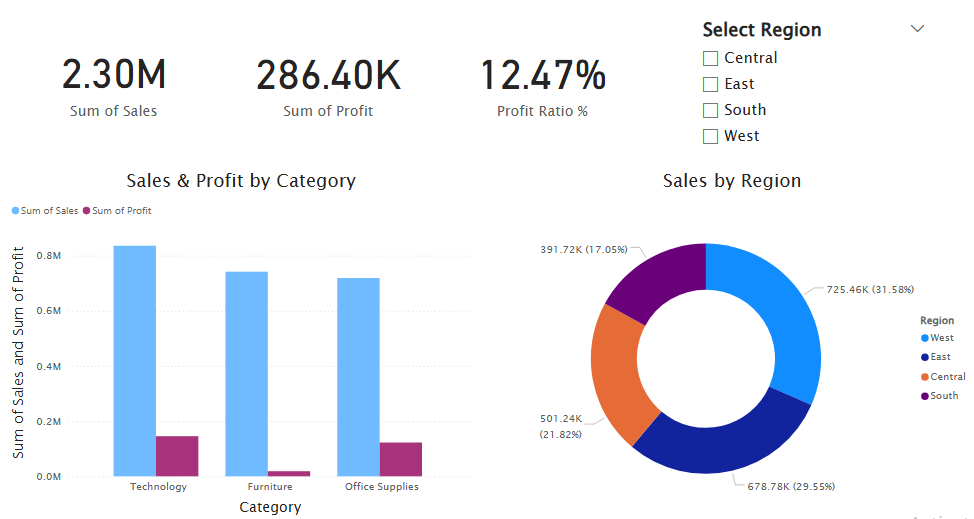 2.30M
Sum of Sales
286.40K
Sum of Profit
12.47%
Profit Ratio %
Select Region
Central
East
South
West
Sales & Profit by Category
Sum of Sales
Sum of Profit
Sum of Sales and Sum of Profit
0.8M
0.6M
0.4M
0.2M
0.0M
Technology
Furniture
Office Supplies
Category
Sales by Region
391.72K (17.05%)
725.46K (31.58%)
501.24K
(21.82%)
678.78K (29.55%)
Region
West
East
Central
South